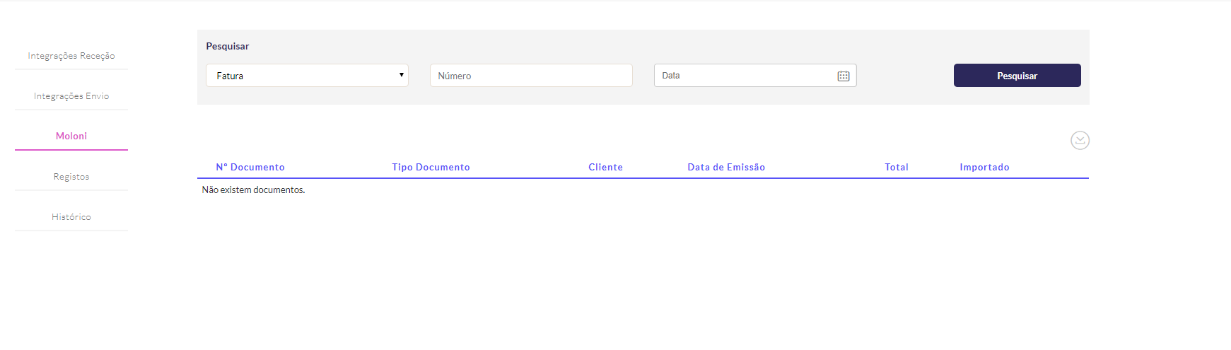 Integrações Receção
Integrações Envio
Moloni
Registos
Histórico
Pesquisar
Fatura
Número
Data
Pesquisar
Nº Documento Tipo Documento Cliente Data de Emissão Total Importado
Não existem documentos.